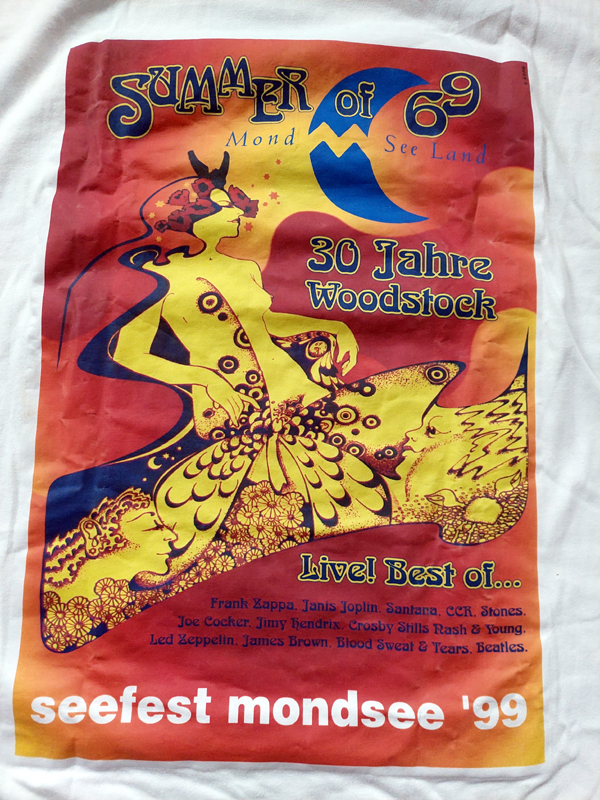 SUMMER of 69
Mond See Land
30 Jahre
Woodstock
Live! Best of...
Frank Zappa, Janis Joplin, Santana, CCR, Stones,
Joe Cocker, Jimy Hendrix, Crosby Stills Nash & Young,
Led Zeppelin, James Brown, Blood Sweat & Tears, Beatles.
seefest mondsee '99